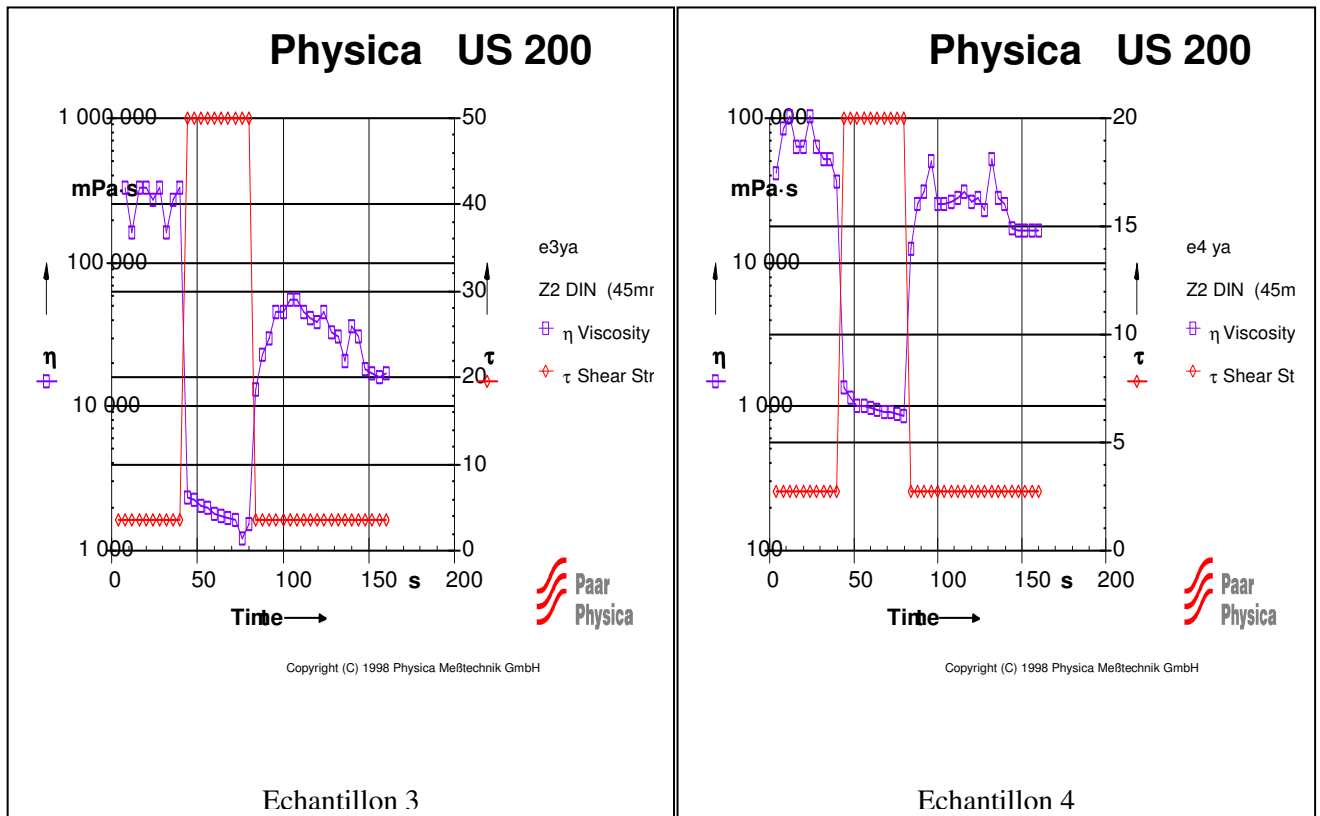 Physica US 200
1 000 000
mPa·s
100 000
η
10 000
1 000
50
40
30
τ
20
10
0
0 50 100 150 s 200
Time
e3ya
Z2 DIN (45mm
η Viscosity
τ Shear Str
Paar
Physica
Copyright (C) 1998 Physica Meßtechnik GmbH
Echantillon 3
Physica US 200
100 000
mPa·s
10 000
η
1 000
100
20
15
τ
10
5
0
0 50 100 150 s 200
Time
e4 ya
Z2 DIN (45m
η Viscosity
τ Shear St
Paar
Physica
Copyright (C) 1998 Physica Meßtechnik GmbH
Echantillon 4